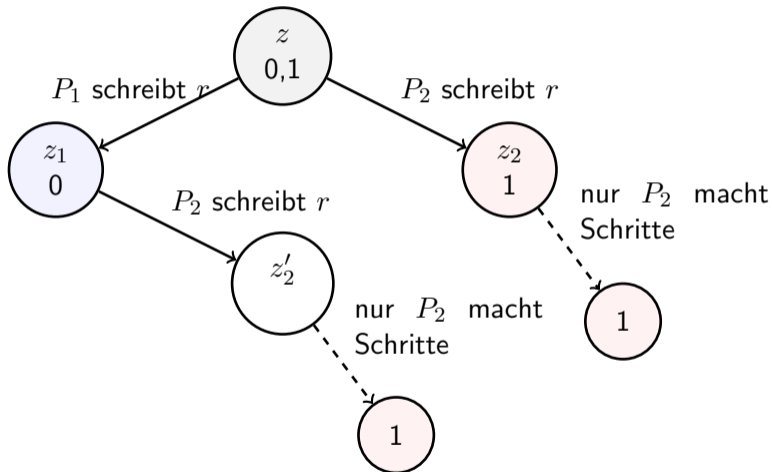 z
0,1
P₁ schreibt r
P₂ schreibt r
z₁
0
z₂
1
nur P₂ macht
Schritte
P₂ schreibt r
z₂′
nur P₂ macht
Schritte
1
1